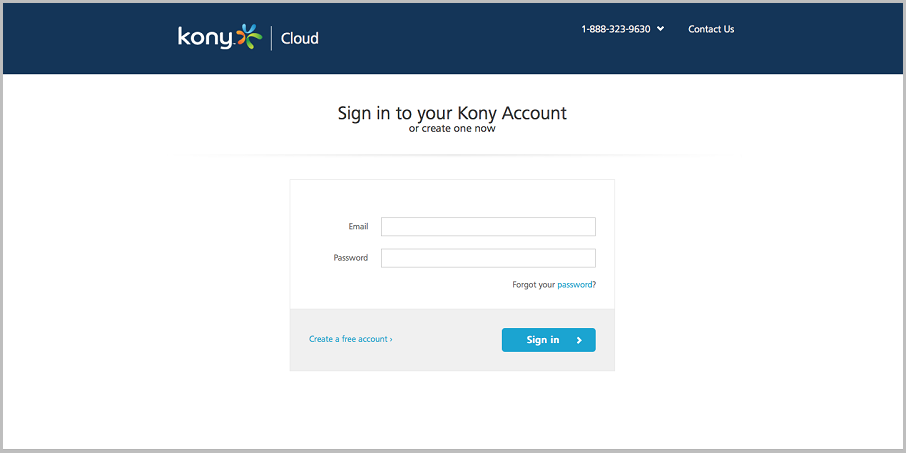 kony Cloud 1-888-323-9630 Contact Us
Sign in to your Kony Account
or create one now
Email
Password
Forgot your password?
Create a free account › Sign in